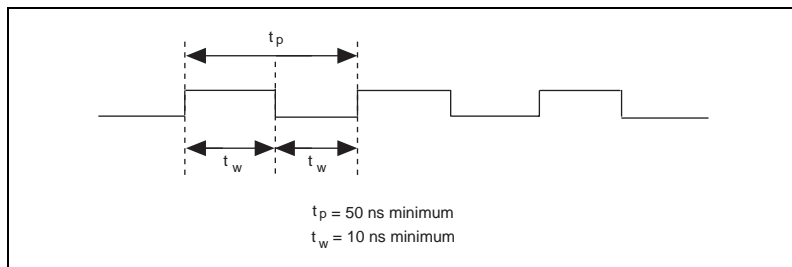 tp
tw tw
tp = 50 ns minimum
tw = 10 ns minimum